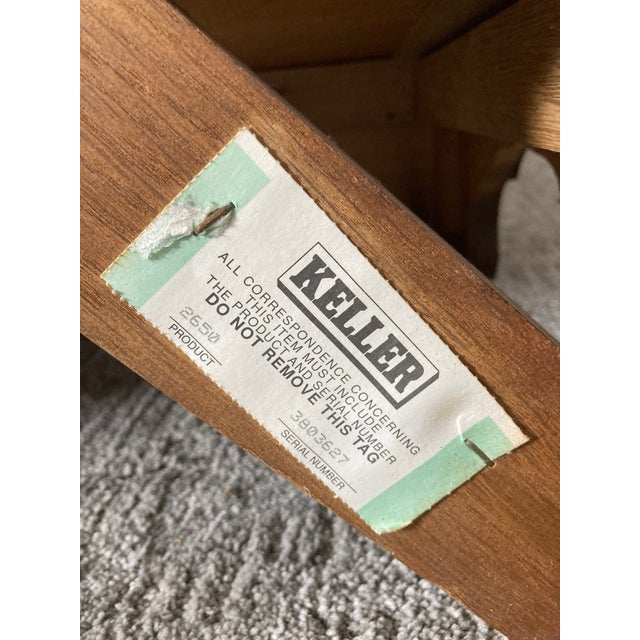 KELLER
ALL CORRESPONDENCE CONCERNING
THIS ITEM MUST INCLUDE
THE PRODUCT AND SERIAL NUMBER
DO NOT REMOVE THIS TAG
2650
PRODUCT
3803627
SERIAL NUMBER